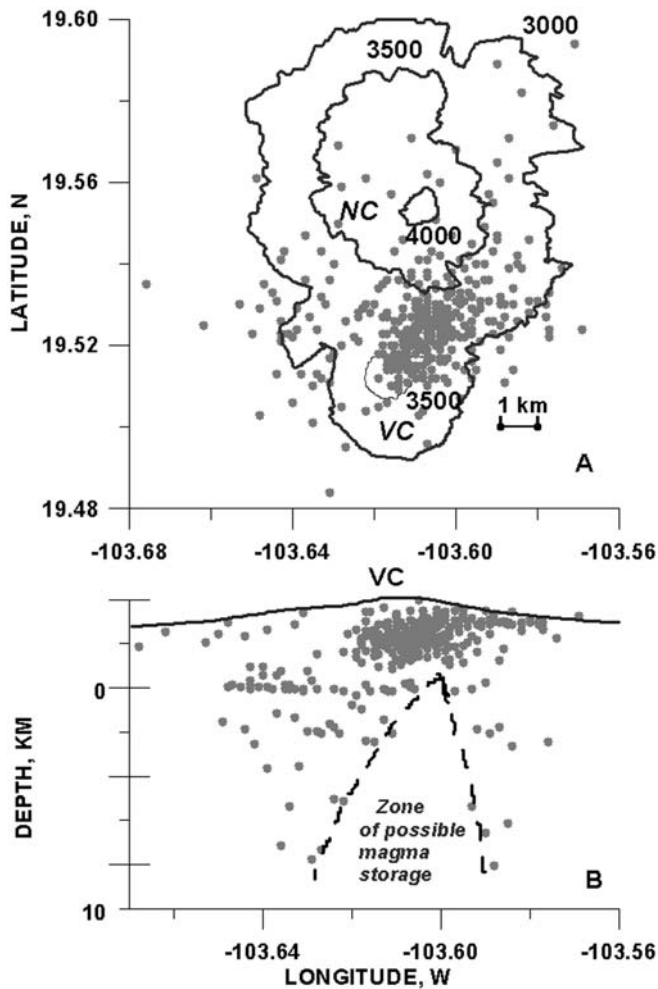 19.60
3000
3500
19.56
NC
4000
LATITUDE, N
19.52
3500
1 km
VC
A
19.48
-103.68
-103.64
-103.60
-103.56
VC
0
DEPTH, KM
Zone
of possible
magma
storage
B
10
-103.64
-103.60
-103.56
LONGITUDE, W